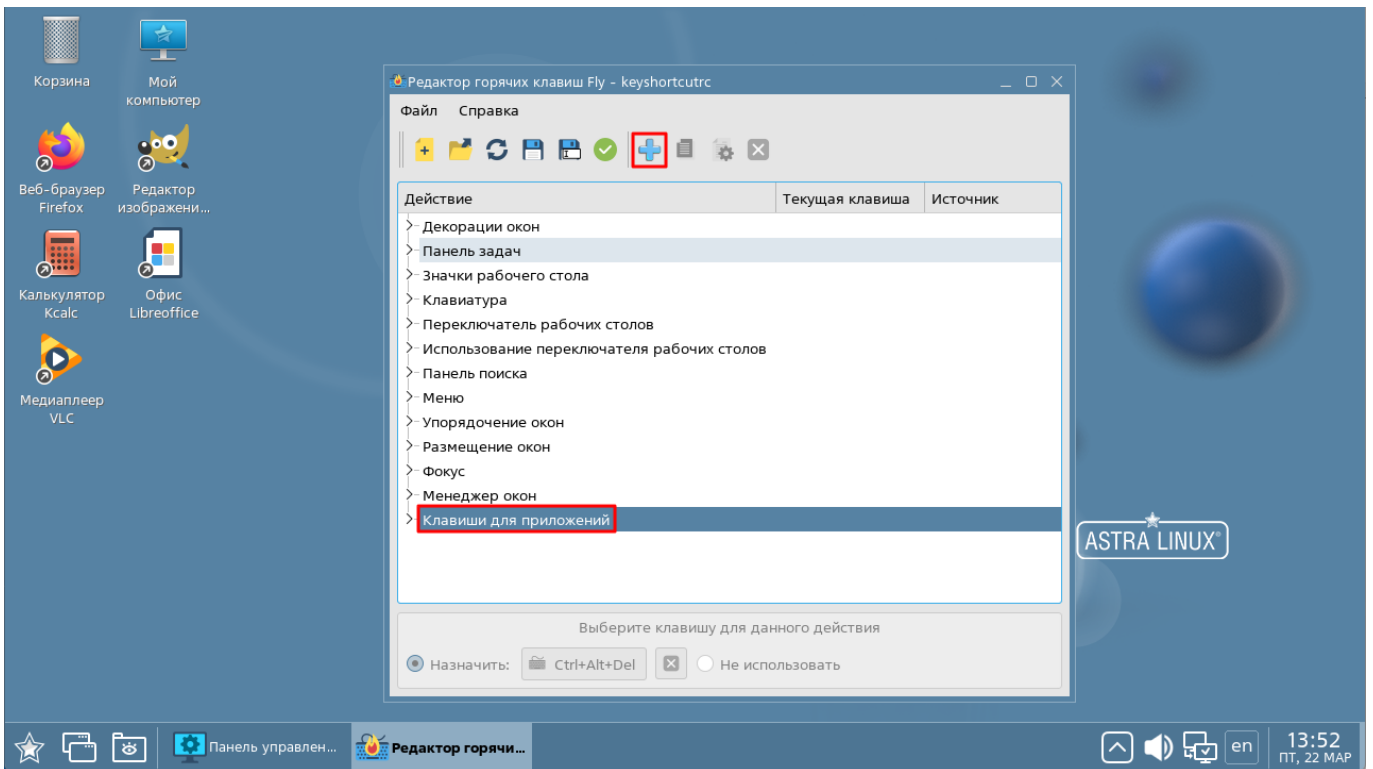 Корзина
Мой
компьютер
Веб-браузер
Firefox
Редактор
изображени...
Калькулятор
Kcalc
Офис
Libreoffice
Медиаплеер
VLC
Редактор горячих клавиш Fly - keyshortcutrc
Файл Справка
Действие Текущая клавиша Источник
Декорации окон
Панель задач
Значки рабочего стола
Клавиатура
Переключатель рабочих столов
Использование переключателя рабочих столов
Панель поиска
Меню
Упорядочение окон
Размещение окон
Фокус
Менеджер окон
Клавиши для приложений
Выберите клавишу для данного действия
Назначить: Ctrl+Alt+Del Не использовать
ASTRA LINUX®
Панель управлен... Редактор горячи... en 13:52
ПТ, 22 МАР